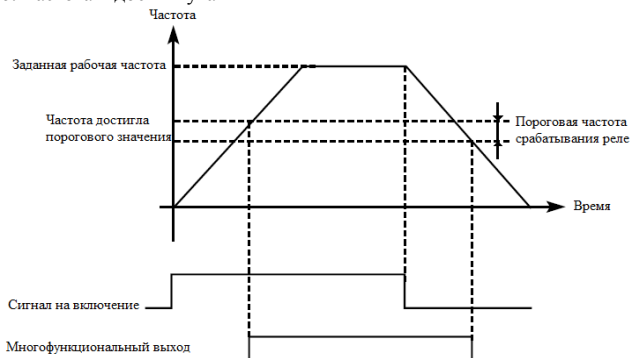 Частота
Заданная рабочая частота
Частота достигла
порогового значения
Пороговая частота
срабатывания реле
Время
Сигнал на включение
Многофункциональный выход